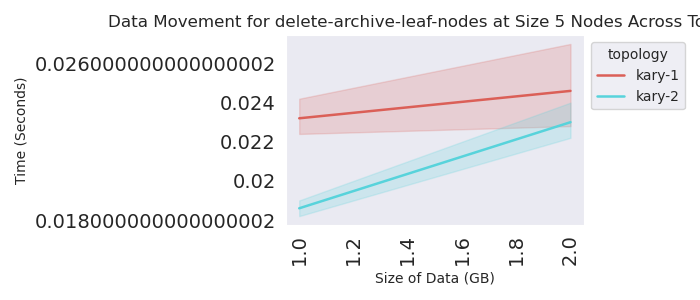 Data Movement for delete-archive-leaf-nodes at Size 5 Nodes Across To
Time (Seconds)
0.026000000000000002
0.024
0.022
0.02
0.018000000000000002
1.0
1.2
1.4
1.6
1.8
2.0
Size of Data (GB)
topology
kary-1
kary-2